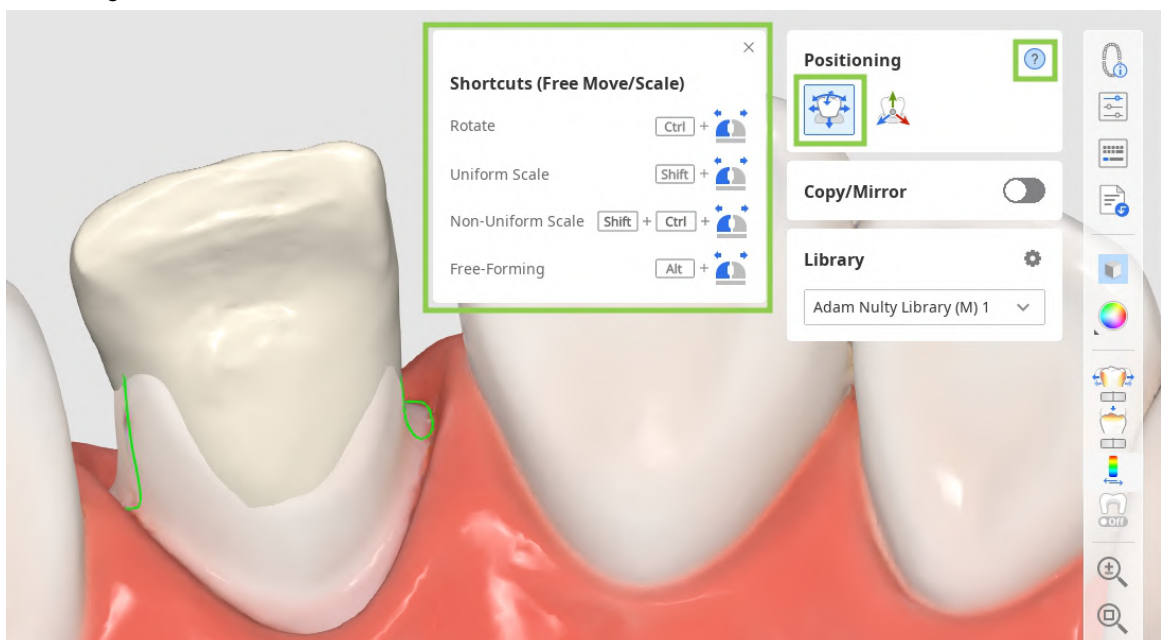 Shortcuts (Free Move/Scale)
Rotate Ctrl +
Uniform Scale Shift +
Non-Uniform Scale Shift + Ctrl +
Free-Forming Alt +
Positioning ?
Copy/Mirror
Library
Adam Nulty Library (M) 1
Off